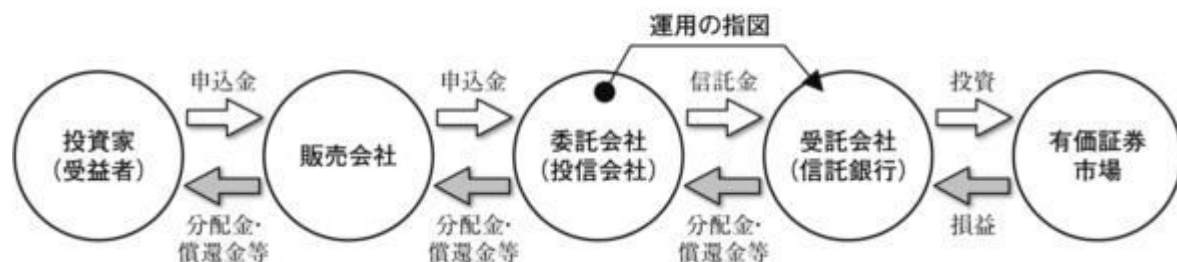 運用の指図
申込金
申込金
信託金
投資
投資家
(受益者)
販売会社
委託会社
(投信会社)
受託会社
(信託銀行)
有価証券
市場
分配金・
償還金等
分配金・
償還金等
分配金・
償還金等
損益